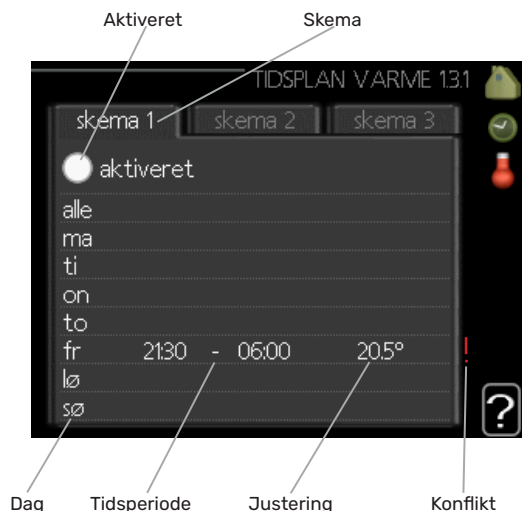 Aktiveret Skema
TIDSPLAN VARME 1.3.1
skema 1 skema 2 skema 3
aktiveret
alle
ma
ti
on
to
fr 21:30 - 06:00 20.5° !
lø
sø
?
Dag Tidsperiode Justering Konflikt